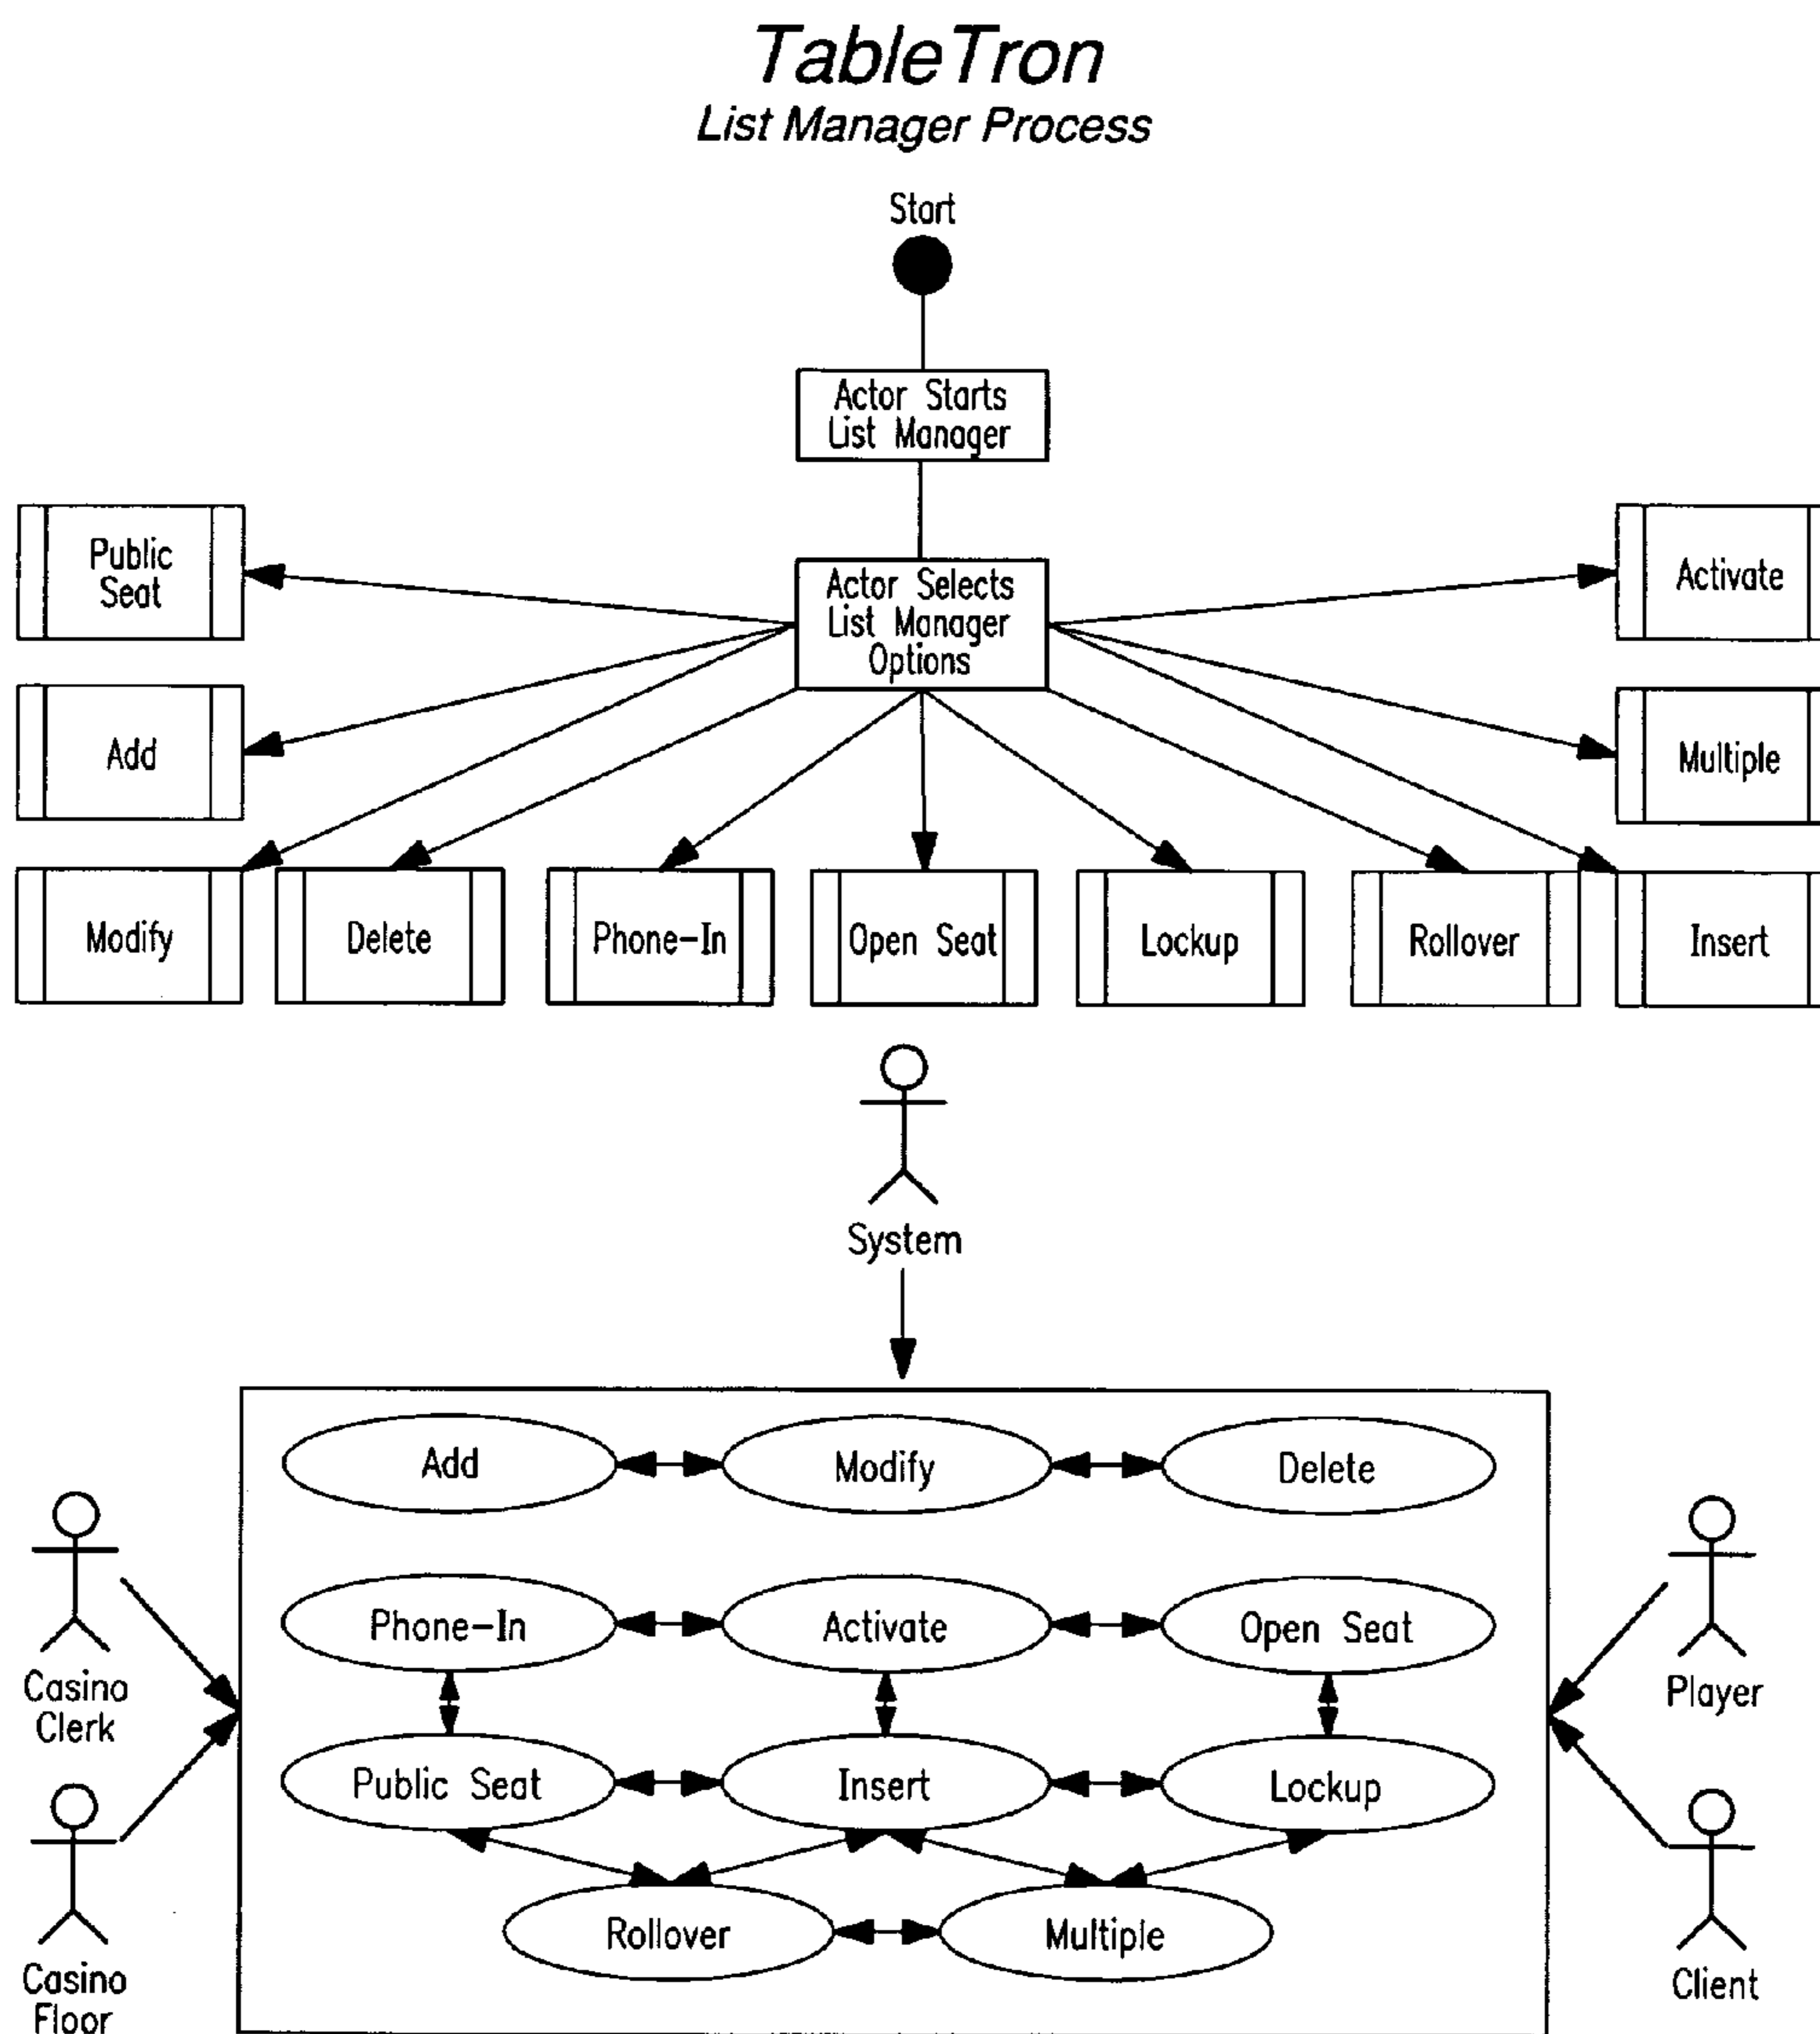 TableTron
List Manager Process
Start
Actor Starts
List Manager
Actor Selects
List Manager
Options
Public
Seat
Activate
Add
Multiple
Modify
Delete
Phone-In
Open Seat
Lockup
Rollover
Insert
System
Add
Modify
Delete
Phone-In
Activate
Open Seat
Casino
Clerk
Player
Public Seat
Insert
Lockup
Rollover
Multiple
Casino
Floor
Client